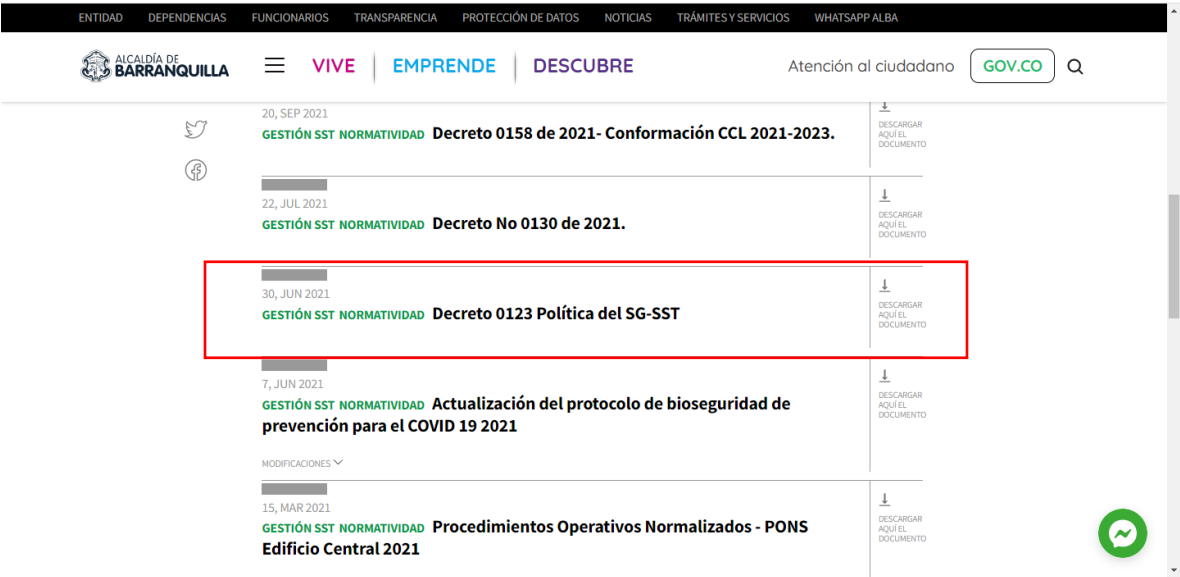 ENTIDAD DEPENDENCIAS FUNCIONARIOS TRANSPARENCIA PROTECCIÓN DE DATOS NOTICIAS TRÁMITES Y SERVICIOS WHATSAPP ALBA
ALCALDÍA DE
BARRANQUILLA
VIVE EMPRENDE DESCUBRE Atención al ciudadano GOV.CO
20, SEP 2021
GESTIÓN SST NORMATIVIDAD Decreto 0158 de 2021- Conformación CCL 2021-2023.
DESCARGAR
AQUÍ EL
DOCUMENTO
22, JUL 2021
GESTIÓN SST NORMATIVIDAD Decreto No 0130 de 2021.
DESCARGAR
AQUÍ EL
DOCUMENTO
30, JUN 2021
GESTIÓN SST NORMATIVIDAD Decreto 0123 Política del SG-SST
DESCARGAR
AQUÍ EL
DOCUMENTO
7, JUN 2021
GESTIÓN SST NORMATIVIDAD Actualización del protocolo de bioseguridad de
prevención para el COVID 19 2021
DESCARGAR
AQUÍ EL
DOCUMENTO
MODIFICACIONES
15, MAR 2021
GESTIÓN SST NORMATIVIDAD Procedimientos Operativos Normalizados - PONS
Edificio Central 2021
DESCARGAR
AQUÍ EL
DOCUMENTO